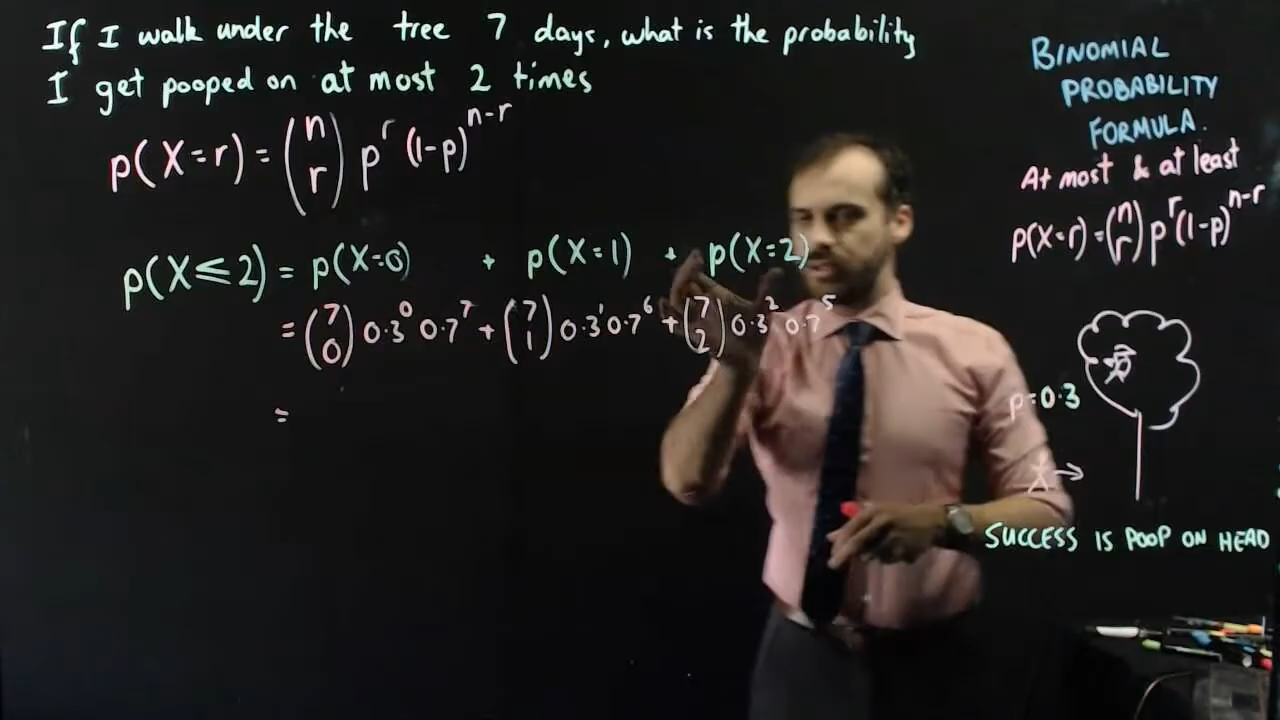 If I walk under the tree 7 days, what is the probability
I get pooped on at most 2 times
p(X=r) = (n r) p^r (1-p)^n-r
p(X≤2) = p(X=0) + p(X=1) + p(X=2)
= (7 0) 0.3^0 0.7^7 + (7 1) 0.3^1 0.7^6 + (7 2) 0.3^2 0.7^5
=
BINOMIAL
PROBABILITY
FORMULA.
At most & at least
p(X=r) = (n r) p^r (1-p)^n-r
p=0.3
SUCCESS IS POOP ON HEAD